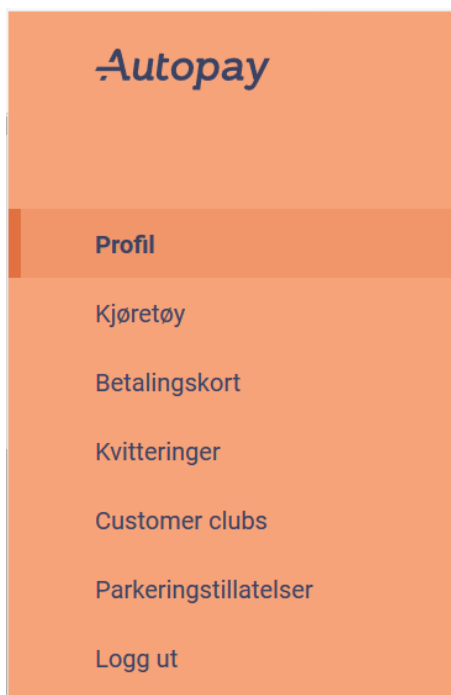 Autopay
Profil
Kjøretøy
Betalingskort
Kvitteringer
Customer clubs
Parkeringstillatelser
Logg ut